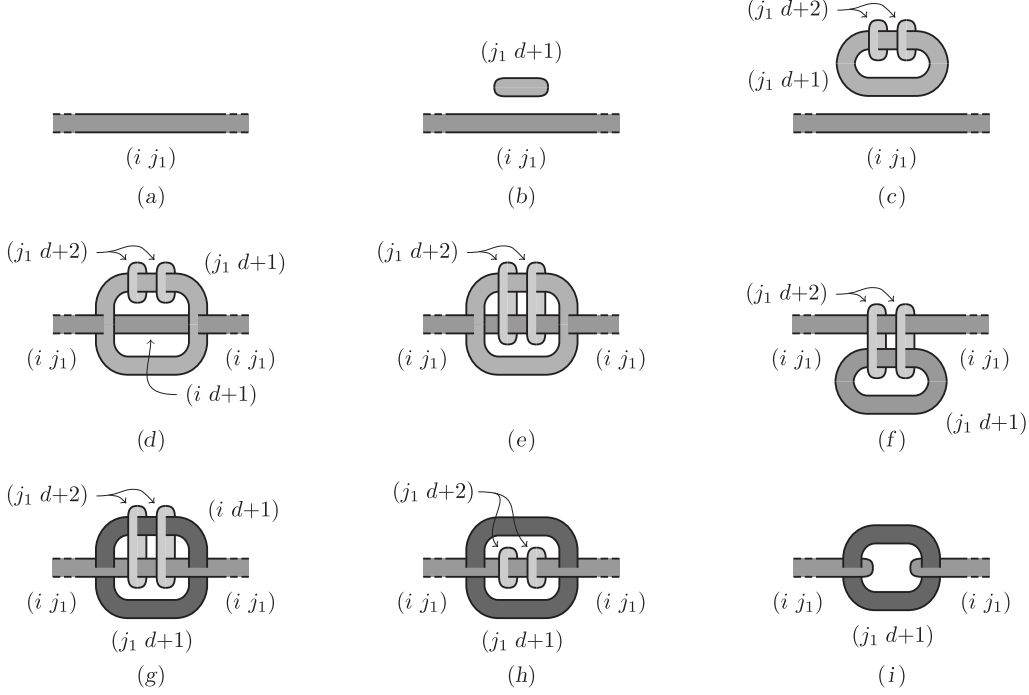 (i j₁)
(a)
(j₁ d+1)
(i j₁)
(b)
(j₁ d+2)
(j₁ d+1)
(i j₁)
(c)
(j₁ d+2)
(j₁ d+1)
(i j₁)
(i j₁)
(i d+1)
(d)
(j₁ d+2)
(i j₁)
(i j₁)
(e)
(j₁ d+2)
(i j₁)
(i j₁)
(j₁ d+1)
(f)
(j₁ d+2)
(i d+1)
(i j₁)
(i j₁)
(j₁ d+1)
(g)
(j₁ d+2)
(i j₁)
(i j₁)
(j₁ d+1)
(h)
(i j₁)
(i j₁)
(j₁ d+1)
(i)